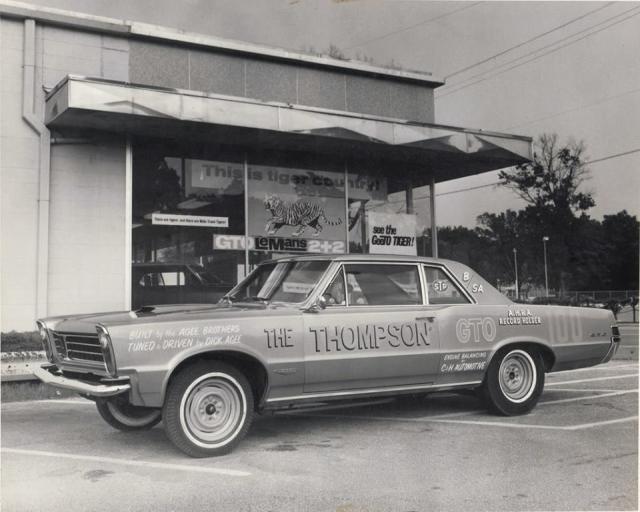 This is tiger country!
GTO LeMans 2+2
see the
GeeTO TIGER!
BUILT by the AGEE BROTHERS
TUNED & DRIVEN by DICK AGEE
THE THOMPSON GTO
STP
B
SA
A.H.R.A.
RECORD HOLDER
ENGINE BALANCING
by
C&H AUTOMOTIVE